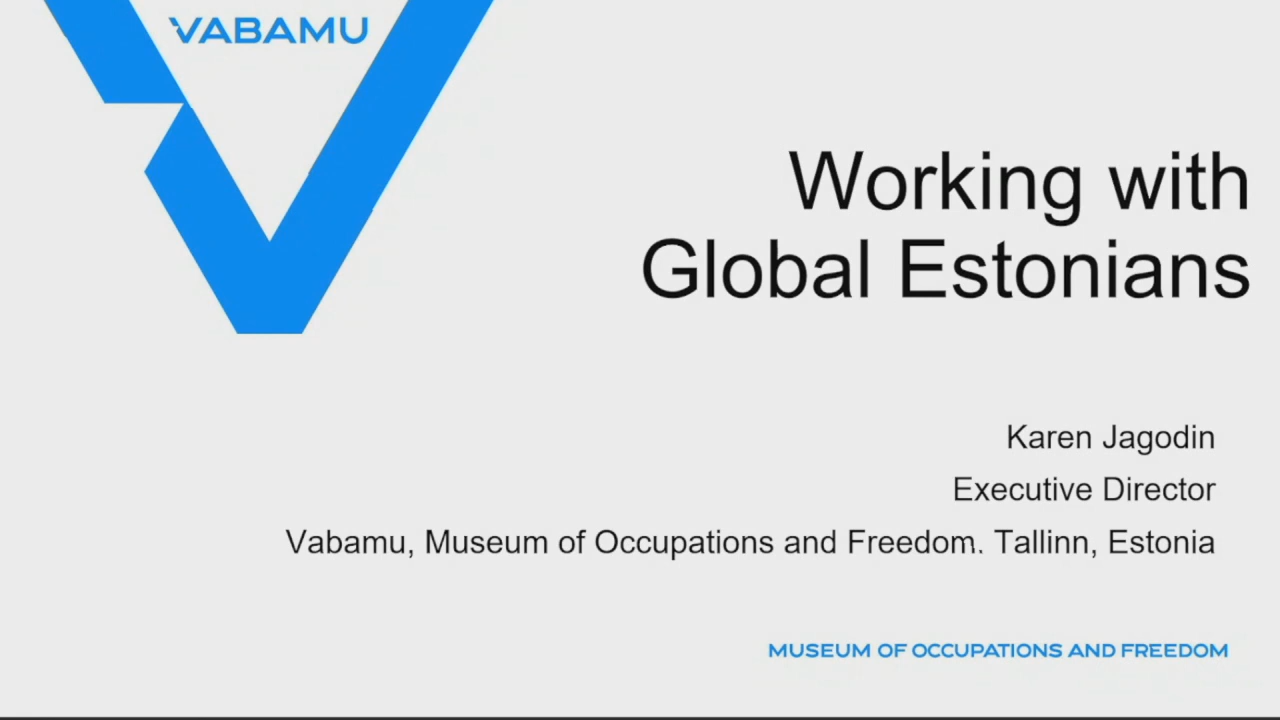 VABAMU
Working with
Global Estonians
Karen Jagodin
Executive Director
Vabamu, Museum of Occupations and Freedom. Tallinn, Estonia
MUSEUM OF OCCUPATIONS AND FREEDOM